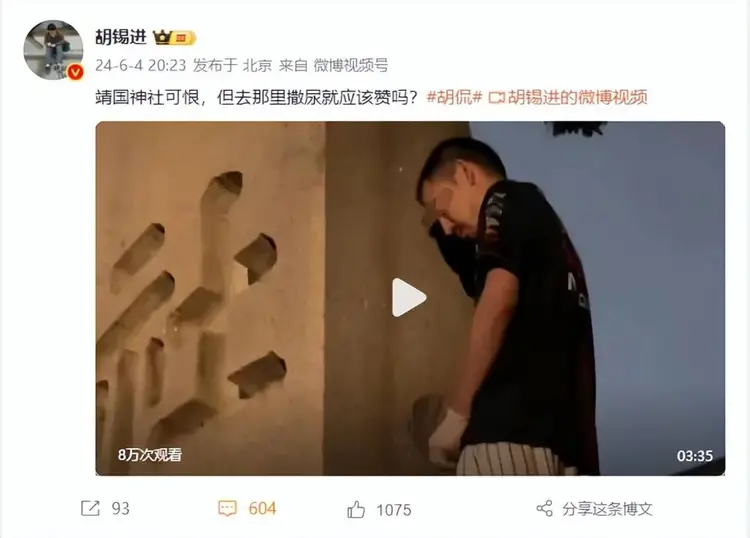 胡锡进
24-6-4 20:23 发布于 北京 来自 微博视频号
靖国神社可恨，但去那里撒尿就应该赞吗？#胡侃# 胡锡进的微博视频
8万次观看
03:35
93
604
1075
分享这条博文